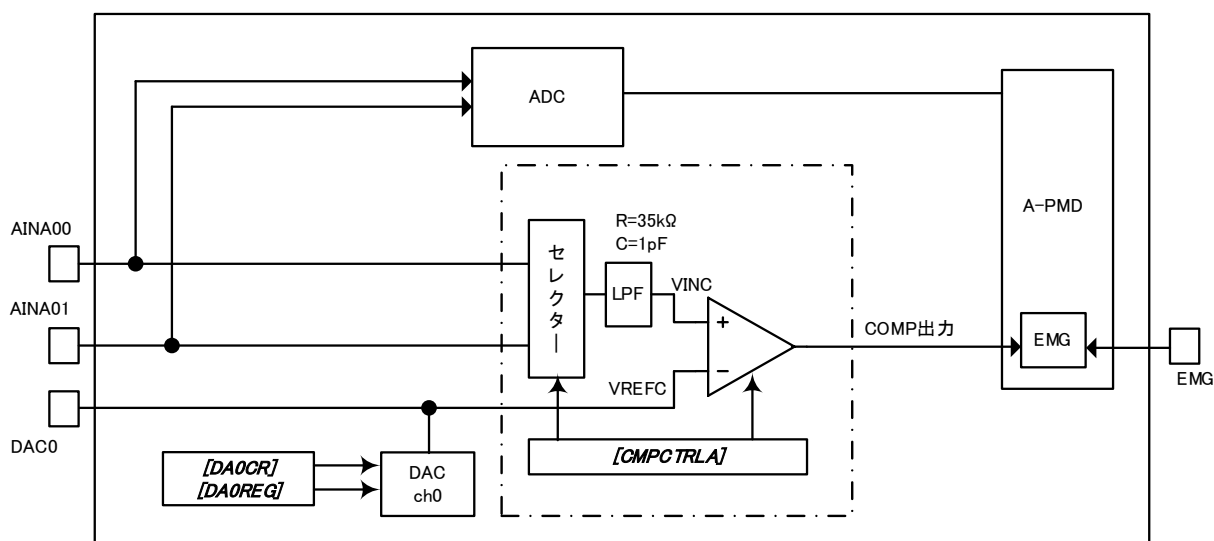 ADC
A-PMD
AINA00
R=35kΩ
C=1pF
セレクター
LPF
VINC
AINA01
+
COMP出力
EMG
−
VREFC
EMG
DAC0
[DA0CR]
[DA0REG]
DAC
ch0
[CMPCTRLA]